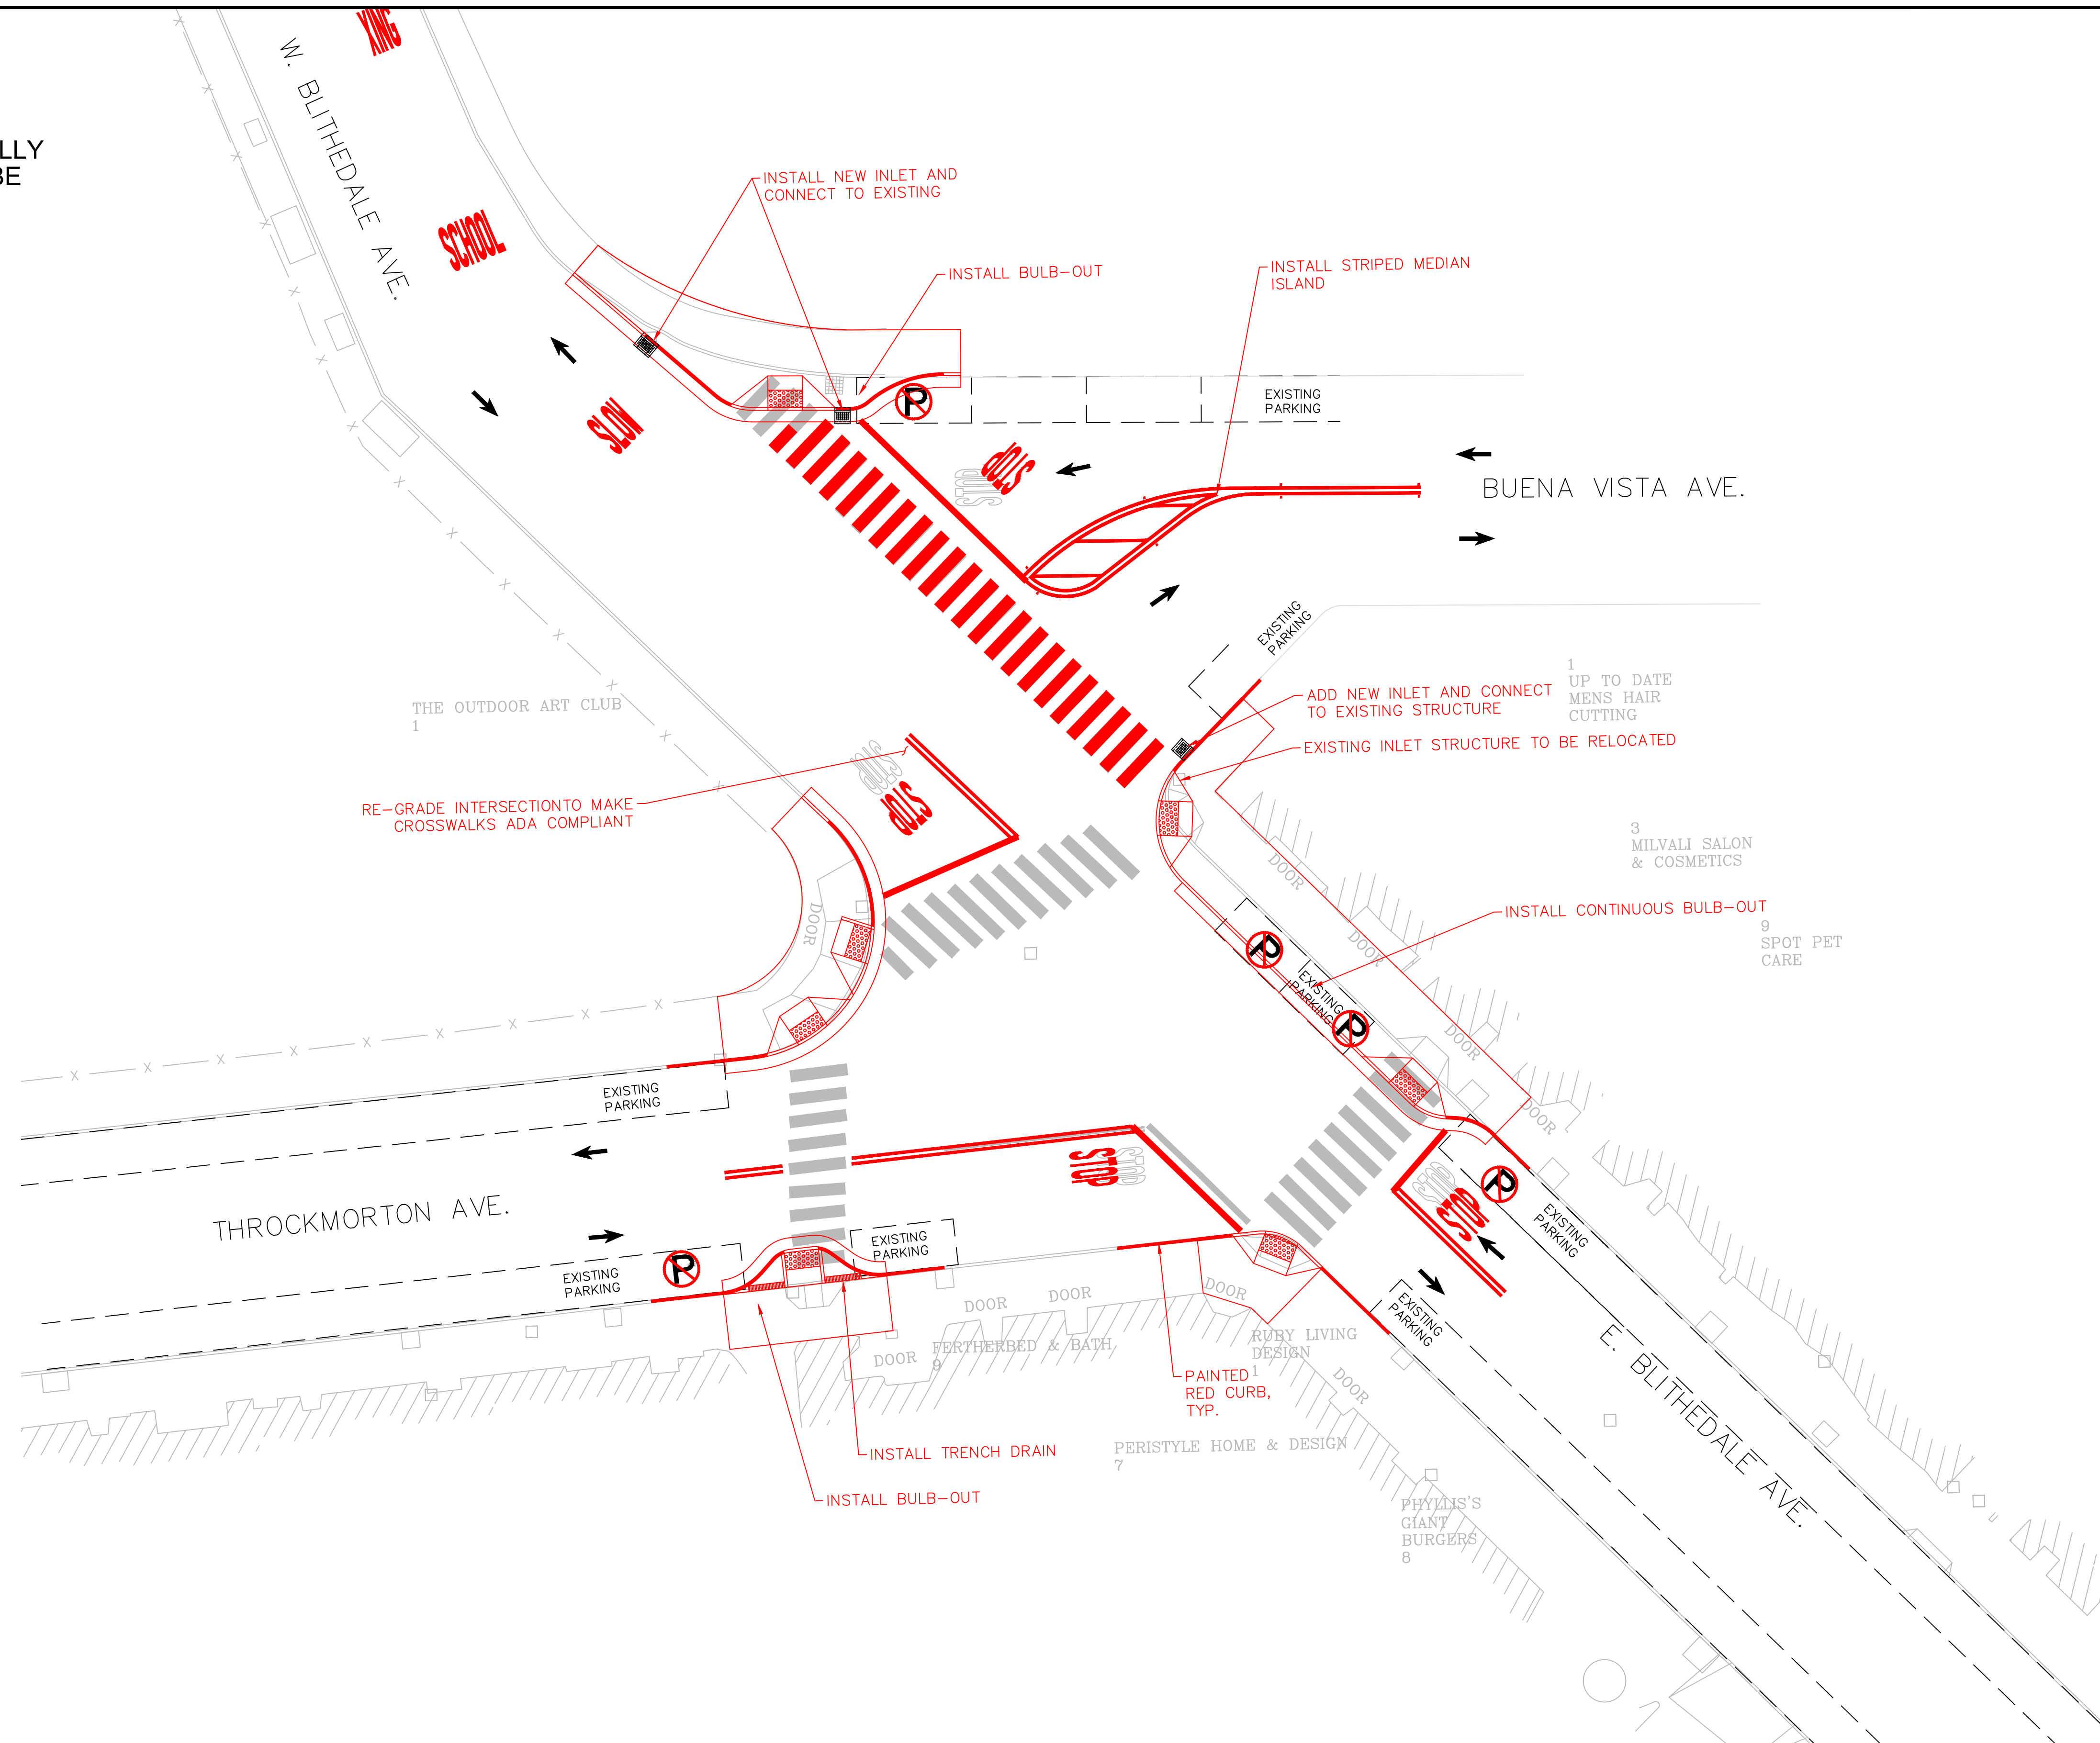 XING
LLY
BE
W. BLITHEDALE AVE.
SCHOOL
INSTALL NEW INLET AND
CONNECT TO EXISTING
INSTALL BULB-OUT
INSTALL STRIPED MEDIAN
ISLAND
SLOW
P
EXISTING
PARKING
STOP
STOP
BUENA VISTA AVE.
EXISTING
PARKING
1
UP TO DATE
MENS HAIR
CUTTING
ADD NEW INLET AND CONNECT
TO EXISTING STRUCTURE
EXISTING INLET STRUCTURE TO BE RELOCATED
THE OUTDOOR ART CLUB
1
STOP
STOP
RE-GRADE INTERSECTIONTO MAKE
CROSSWALKS ADA COMPLIANT
3
MILVALI SALON
& COSMETICS
DOOR
DOOR
INSTALL CONTINUOUS BULB-OUT
9
SPOT PET
CARE
DOOR
P
EXISTING
PARKING
P
DOOR
DOOR
EXISTING
PARKING
STOP
STOP
STOP
STOP
P
EXISTING
PARKING
THROCKMORTON AVE.
EXISTING
PARKING
P
EXISTING
PARKING
DOOR
DOOR
DOOR
EXISTING
PARKING
DOOR
FERTHERBED & BATH
9
RUBY LIVING
DESIGN
1
DOOR
PAINTED
RED CURB,
TYP.
E. BLITHEDALE AVE.
INSTALL TRENCH DRAIN
PERISTYLE HOME & DESIGN
7
INSTALL BULB-OUT
PHYLLIS'S
GIANT
BURGERS
8